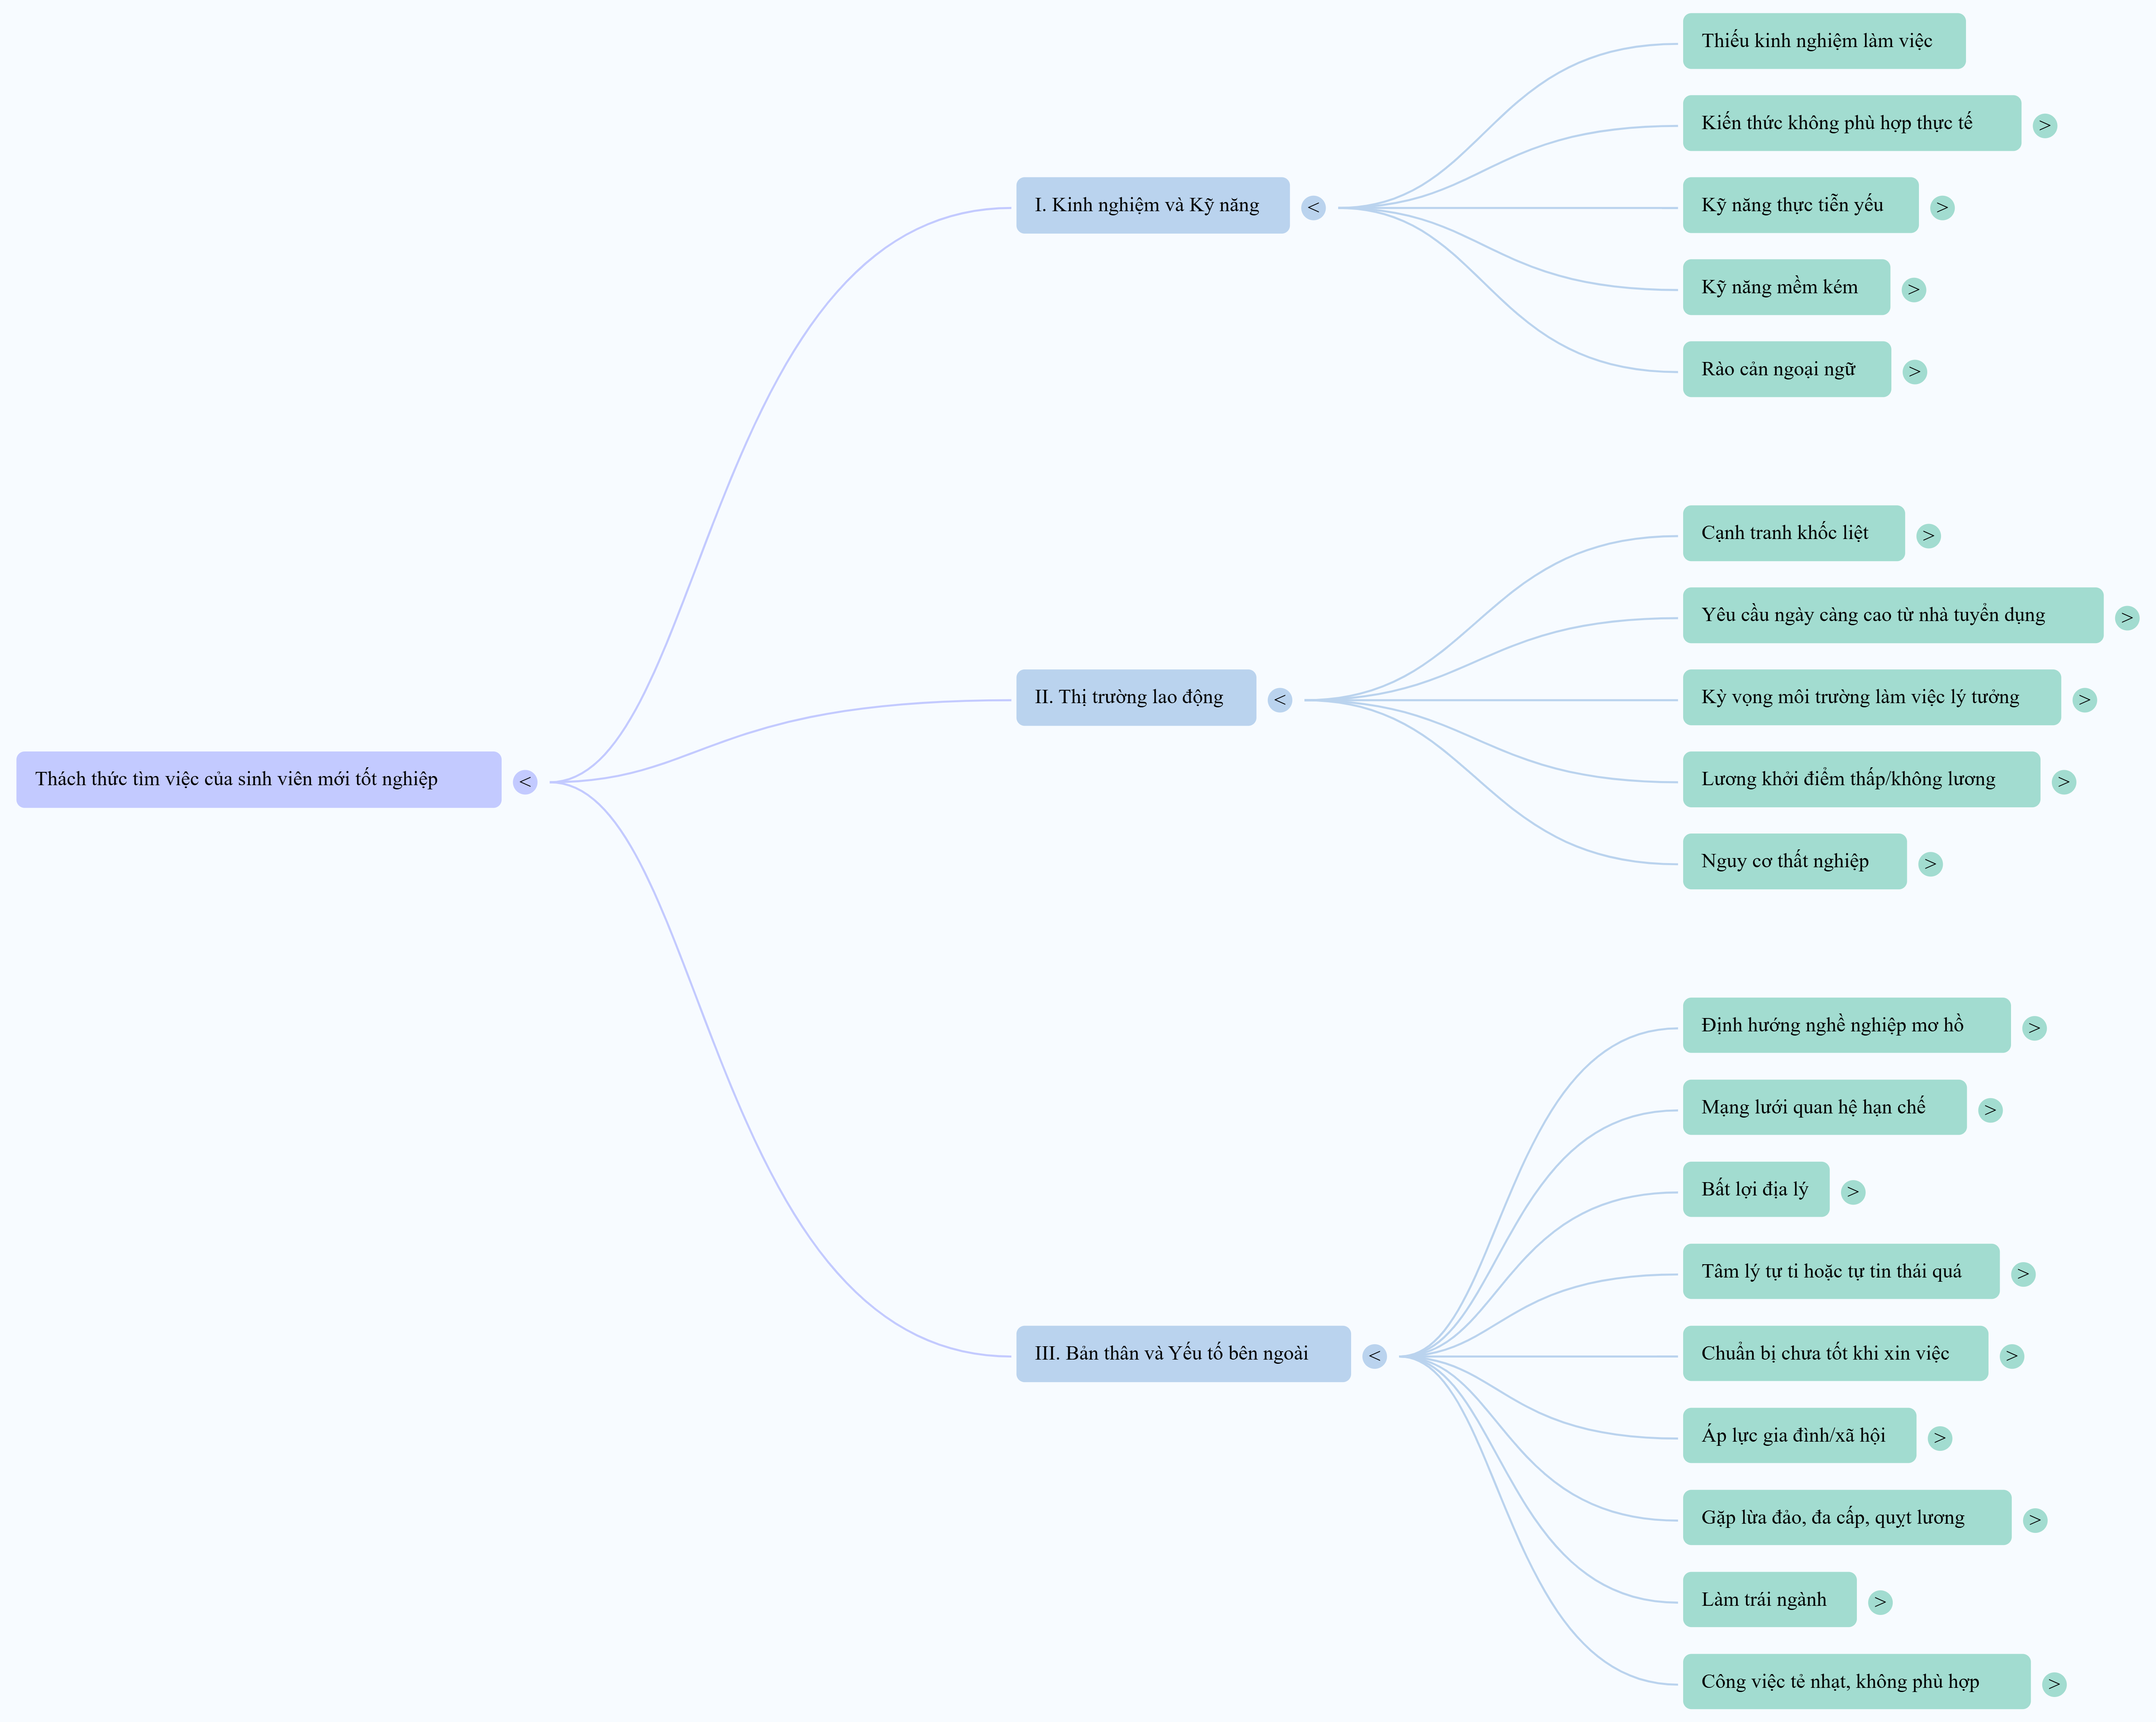 Thách thức tìm việc của sinh viên mới tốt nghiệp
<
I. Kinh nghiệm và Kỹ năng
<
Thiếu kinh nghiệm làm việc
Kiến thức không phù hợp thực tế
>
Kỹ năng thực tiễn yếu
>
Kỹ năng mềm kém
>
Rào cản ngoại ngữ
>
II. Thị trường lao động
<
Cạnh tranh khốc liệt
>
Yêu cầu ngày càng cao từ nhà tuyển dụng
>
Kỳ vọng môi trường làm việc lý tưởng
>
Lương khởi điểm thấp/không lương
>
Nguy cơ thất nghiệp
>
III. Bản thân và Yếu tố bên ngoài
<
Định hướng nghề nghiệp mơ hồ
>
Mạng lưới quan hệ hạn chế
>
Bất lợi địa lý
>
Tâm lý tự ti hoặc tự tin thái quá
>
Chuẩn bị chưa tốt khi xin việc
>
Áp lực gia đình/xã hội
>
Gặp lừa đảo, đa cấp, quỵt lương
>
Làm trái ngành
>
Công việc tẻ nhạt, không phù hợp
>